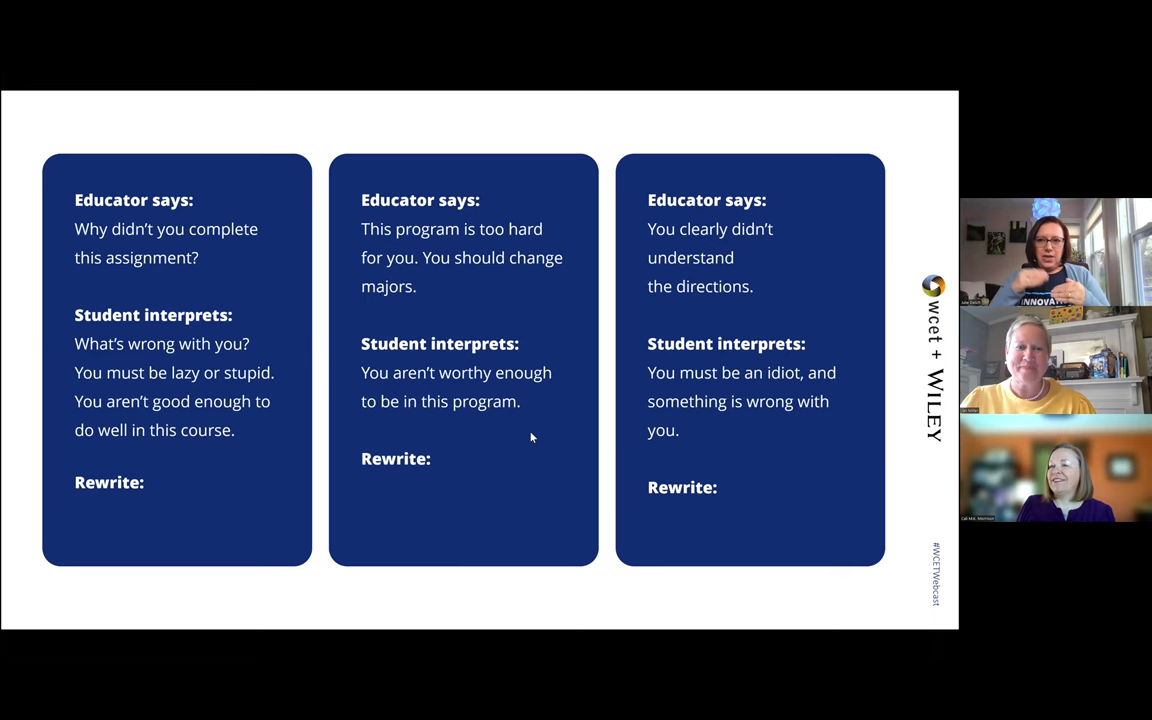 Educator says:
Why didn’t you complete
this assignment?
Student interprets:
What’s wrong with you?
You must be lazy or stupid.
You aren’t good enough to
do well in this course.
Rewrite:
Educator says:
This program is too hard
for you. You should change
majors.
Student interprets:
You aren’t worthy enough
to be in this program.
Rewrite:
Educator says:
You clearly didn’t
understand
the directions.
Student interprets:
You must be an idiot, and
something is wrong with
you.
Rewrite:
wcet + WILEY
#WCETWebcast
INNOVATI